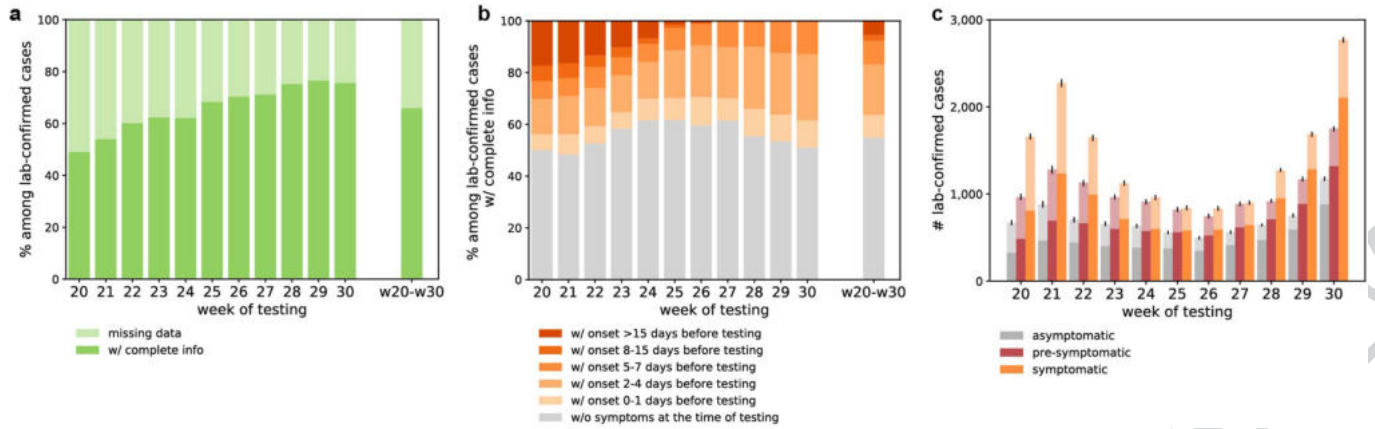 a
% among lab-confirmed cases
100
80
60
40
20
0
20 21 22 23 24 25 26 27 28 29 30 w20-w30
week of testing
missing data
w/ complete info
b
% among lab-confirmed cases
w/ complete info
100
80
60
40
20
0
20 21 22 23 24 25 26 27 28 29 30 w20-w30
week of testing
w/ onset >15 days before testing
w/ onset 8-15 days before testing
w/ onset 5-7 days before testing
w/ onset 2-4 days before testing
w/ onset 0-1 days before testing
w/o symptoms at the time of testing
c
# lab-confirmed cases
3,000
2,000
1,000
0
20 21 22 23 24 25 26 27 28 29 30
week of testing
asymptomatic
pre-symptomatic
symptomatic